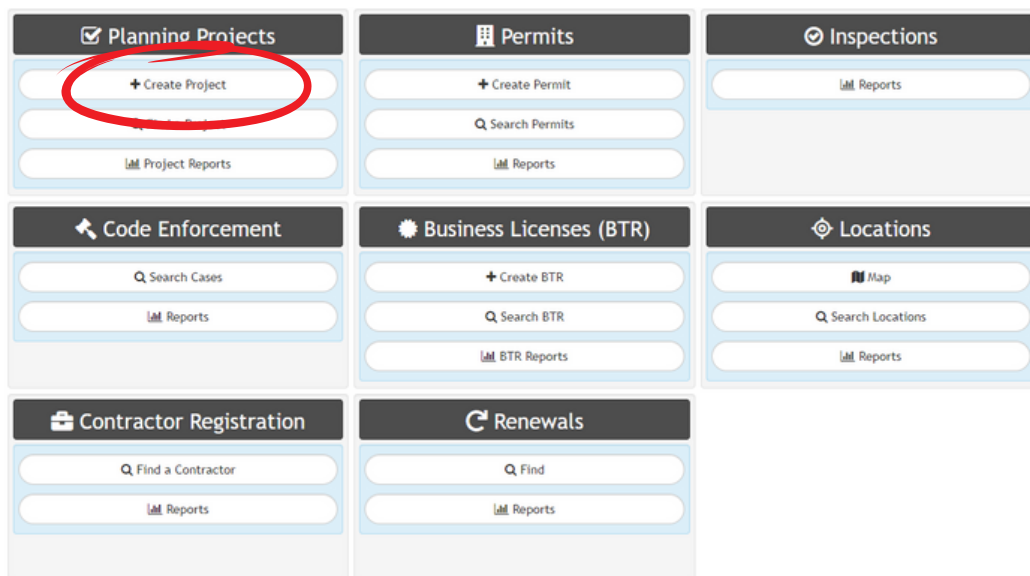 Planning Projects
+ Create Project
Project Reports
Permits
+ Create Permit
Search Permits
Reports
Inspections
Reports
Code Enforcement
Search Cases
Reports
Business Licenses (BTR)
+ Create BTR
Search BTR
BTR Reports
Locations
Map
Search Locations
Reports
Contractor Registration
Find a Contractor
Reports
Renewals
Find
Reports